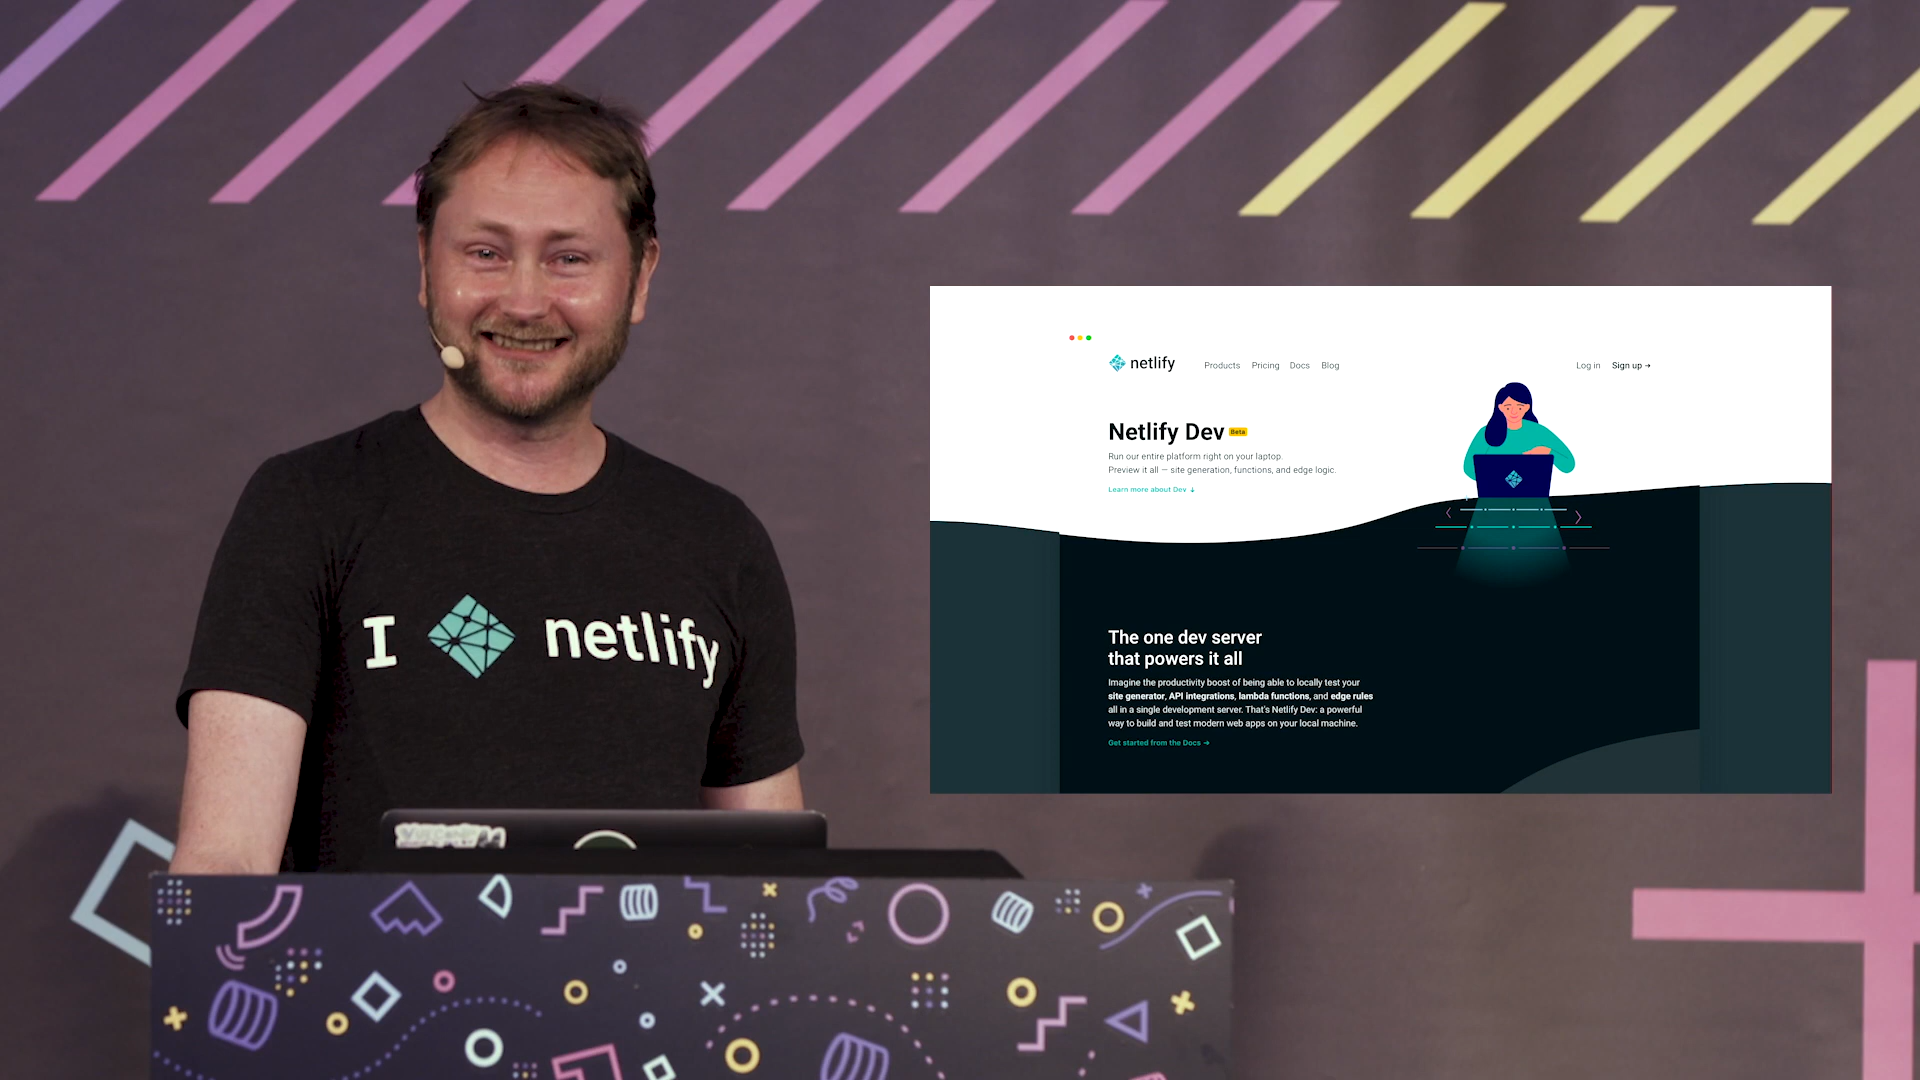 I netlify
netlify Products Pricing Docs Blog Log in Sign up →
Netlify Dev Beta
Run our entire platform right on your laptop.
Preview it all — site generation, functions, and edge logic.
Learn more about Dev ↓
The one dev server
that powers it all
Imagine the productivity boost of being able to locally test your
site generator, API integrations, lambda functions, and edge rules
all in a single development server. That's Netlify Dev: a powerful
way to build and test modern web apps on your local machine.
Get started from the Docs →